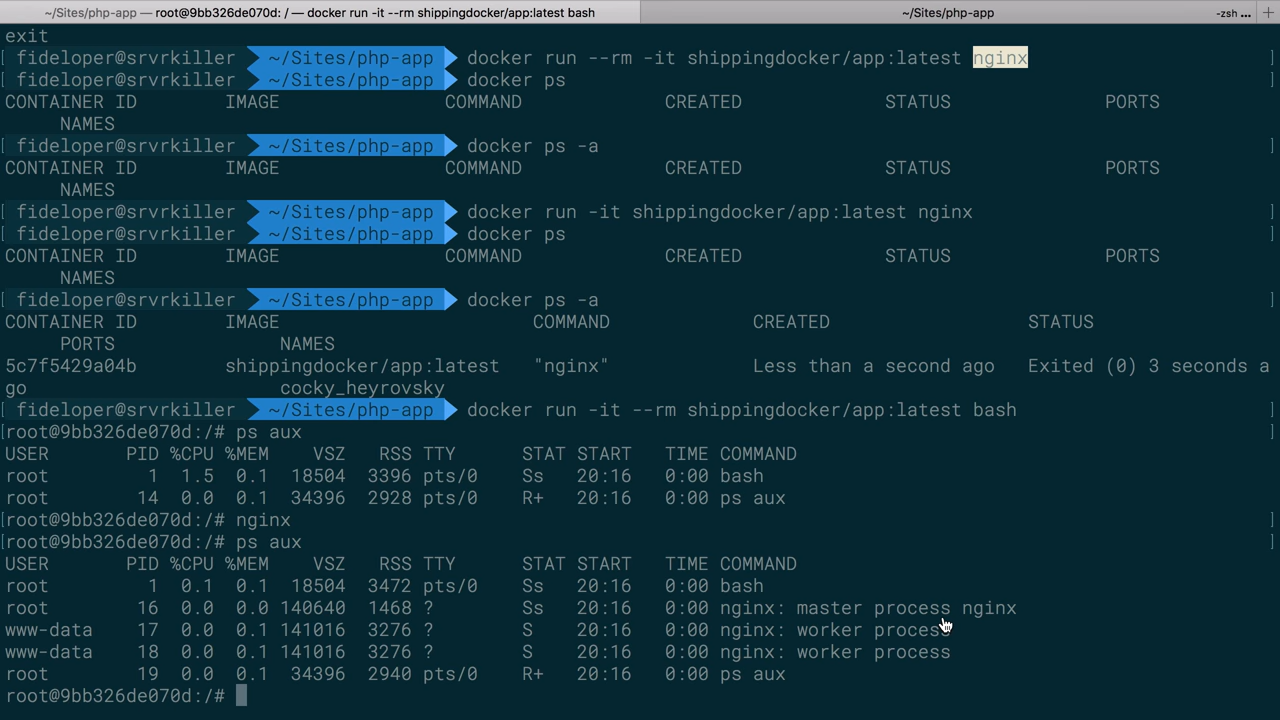 ~/Sites/php-app — root@9bb326de070d: / — docker run -it --rm shippingdocker/app:latest bash
~/Sites/php-app
-zsh ...
+
exit
[ fideloper@srvrkiller ~/Sites/php-app docker run --rm -it shippingdocker/app:latest nginx ]
[ fideloper@srvrkiller ~/Sites/php-app docker ps ]
CONTAINER ID IMAGE COMMAND CREATED STATUS PORTS
NAMES
[ fideloper@srvrkiller ~/Sites/php-app docker ps -a ]
CONTAINER ID IMAGE COMMAND CREATED STATUS PORTS
NAMES
[ fideloper@srvrkiller ~/Sites/php-app docker run -it shippingdocker/app:latest nginx ]
[ fideloper@srvrkiller ~/Sites/php-app docker ps ]
CONTAINER ID IMAGE COMMAND CREATED STATUS PORTS
NAMES
[ fideloper@srvrkiller ~/Sites/php-app docker ps -a ]
CONTAINER ID IMAGE COMMAND CREATED STATUS
PORTS NAMES
5c7f5429a04b shippingdocker/app:latest "nginx" Less than a second ago Exited (0) 3 seconds a
go cocky_heyrovsky
[ fideloper@srvrkiller ~/Sites/php-app docker run -it --rm shippingdocker/app:latest bash ]
[root@9bb326de070d:/# ps aux ]
USER PID %CPU %MEM VSZ RSS TTY STAT START TIME COMMAND
root 1 1.5 0.1 18504 3396 pts/0 Ss 20:16 0:00 bash
root 14 0.0 0.1 34396 2928 pts/0 R+ 20:16 0:00 ps aux
[root@9bb326de070d:/# nginx ]
[root@9bb326de070d:/# ps aux ]
USER PID %CPU %MEM VSZ RSS TTY STAT START TIME COMMAND
root 1 0.1 0.1 18504 3472 pts/0 Ss 20:16 0:00 bash
root 16 0.0 0.0 140640 1468 ? Ss 20:16 0:00 nginx: master process nginx
www-data 17 0.0 0.1 141016 3276 ? S 20:16 0:00 nginx: worker process
www-data 18 0.0 0.1 141016 3276 ? S 20:16 0:00 nginx: worker process
root 19 0.0 0.1 34396 2940 pts/0 R+ 20:16 0:00 ps aux
root@9bb326de070d:/#